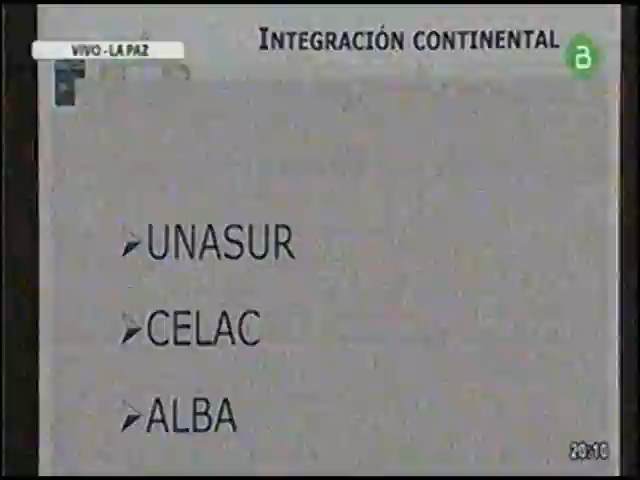 INTEGRACIÓN CONTINENTAL
VIVO - LA PAZ
a
UNASUR
CELAC
ALBA
20:10